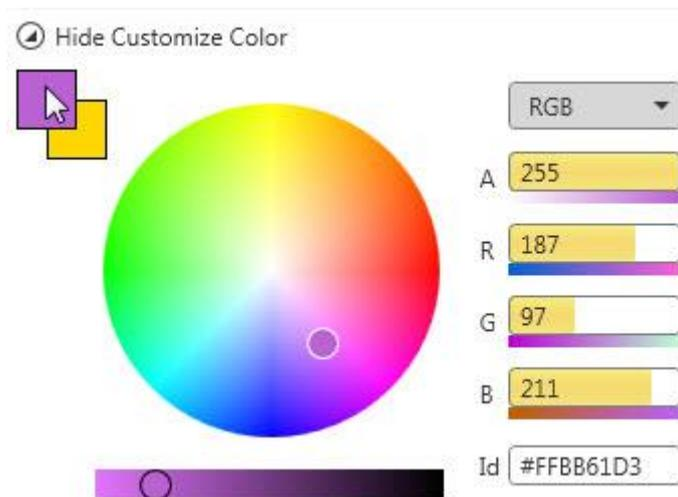 Hide Customize Color
RGB
A 255
R 187
G 97
B 211
Id #FFBB61D3